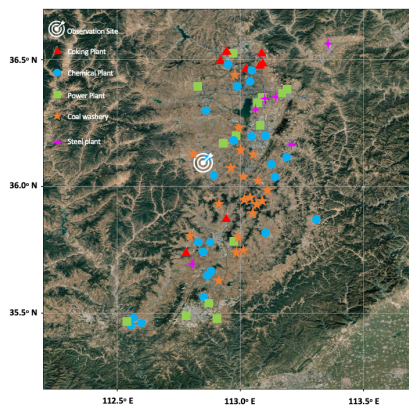 Observation Site
Coking Plant
36.5° N
Chemical Plant
Power Plant
Coal washery
Steel plant
36.0° N
35.5° N
112.5° E
113.0° E
113.5° E